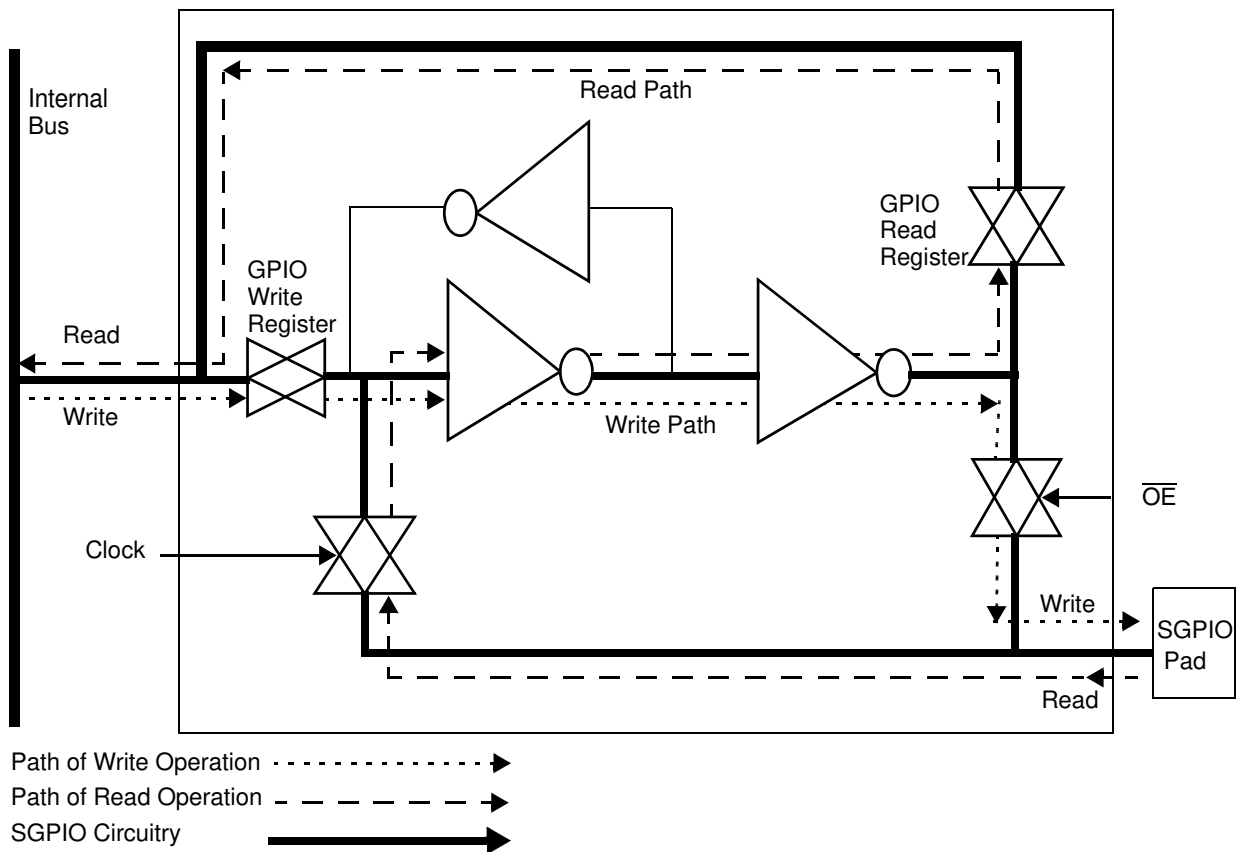 Internal
Bus
Read Path
GPIO
Read
Register
GPIO
Write
Register
Read
Write
Write Path
OE
Clock
Write
SGPIO
Pad
Read
Path of Write Operation
Path of Read Operation
SGPIO Circuitry